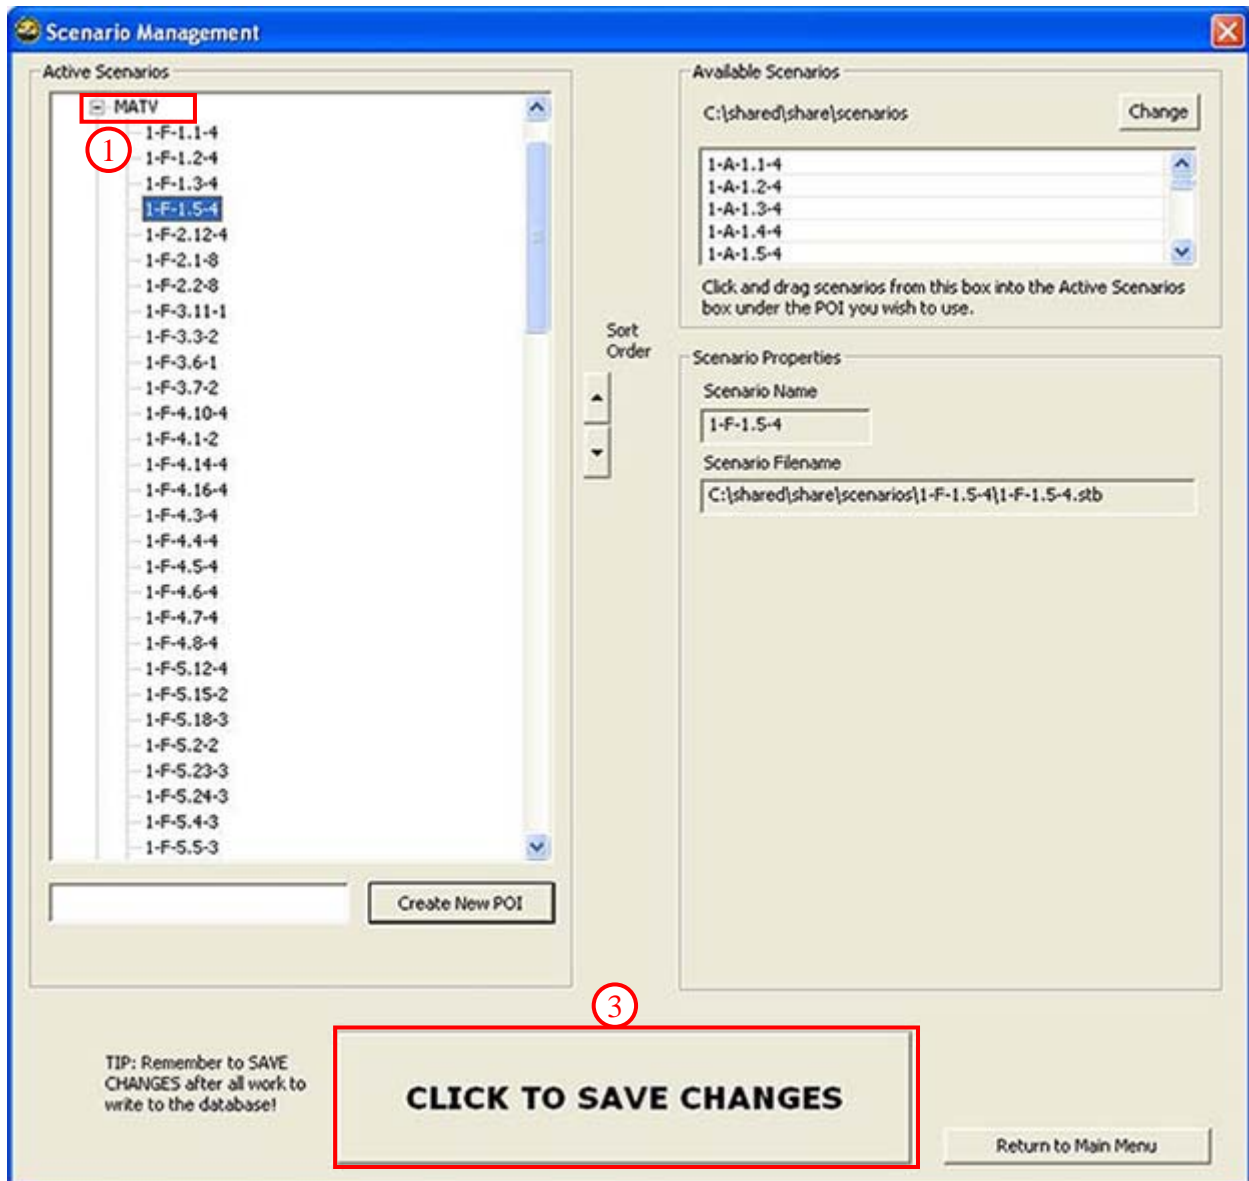 Scenario Management
Active Scenarios
MATV
1
1-F-1.1-4
1-F-1.2-4
1-F-1.3-4
1-F-1.5-4
1-F-2.12-4
1-F-2.1-8
1-F-2.2-8
1-F-3.11-1
1-F-3.3-2
1-F-3.6-1
1-F-3.7-2
1-F-4.10-4
1-F-4.1-2
1-F-4.14-4
1-F-4.16-4
1-F-4.3-4
1-F-4.4-4
1-F-4.5-4
1-F-4.6-4
1-F-4.7-4
1-F-4.8-4
1-F-5.12-4
1-F-5.15-2
1-F-5.18-3
1-F-5.2-2
1-F-5.23-3
1-F-5.24-3
1-F-5.4-3
1-F-5.5-3
Create New POI
Sort
Order
Available Scenarios
C:\shared\share\scenarios
Change
1-A-1.1-4
1-A-1.2-4
1-A-1.3-4
1-A-1.4-4
1-A-1.5-4
Click and drag scenarios from this box into the Active Scenarios
box under the POI you wish to use.
Scenario Properties
Scenario Name
1-F-1.5-4
Scenario Filename
C:\shared\share\scenarios\1-F-1.5-4\1-F-1.5-4.stb
3
TIP: Remember to SAVE
CHANGES after all work to
write to the database!
CLICK TO SAVE CHANGES
Return to Main Menu